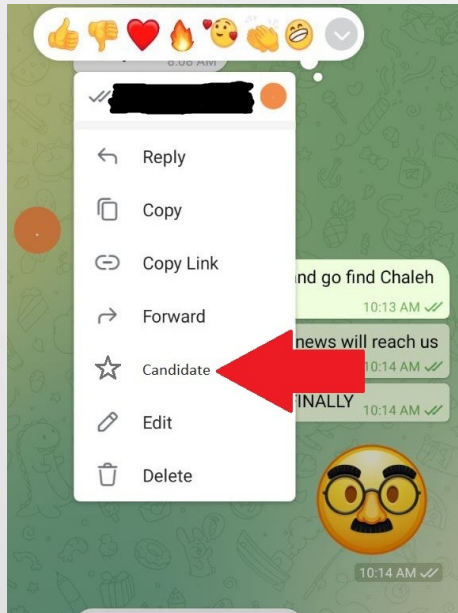 8:08 AM
Reply
Copy
Copy Link
nd go find Chaleh
10:13 AM
Forward
news will reach us
10:14 AM
Candidate
INALLY
10:14 AM
Edit
Delete
10:14 AM